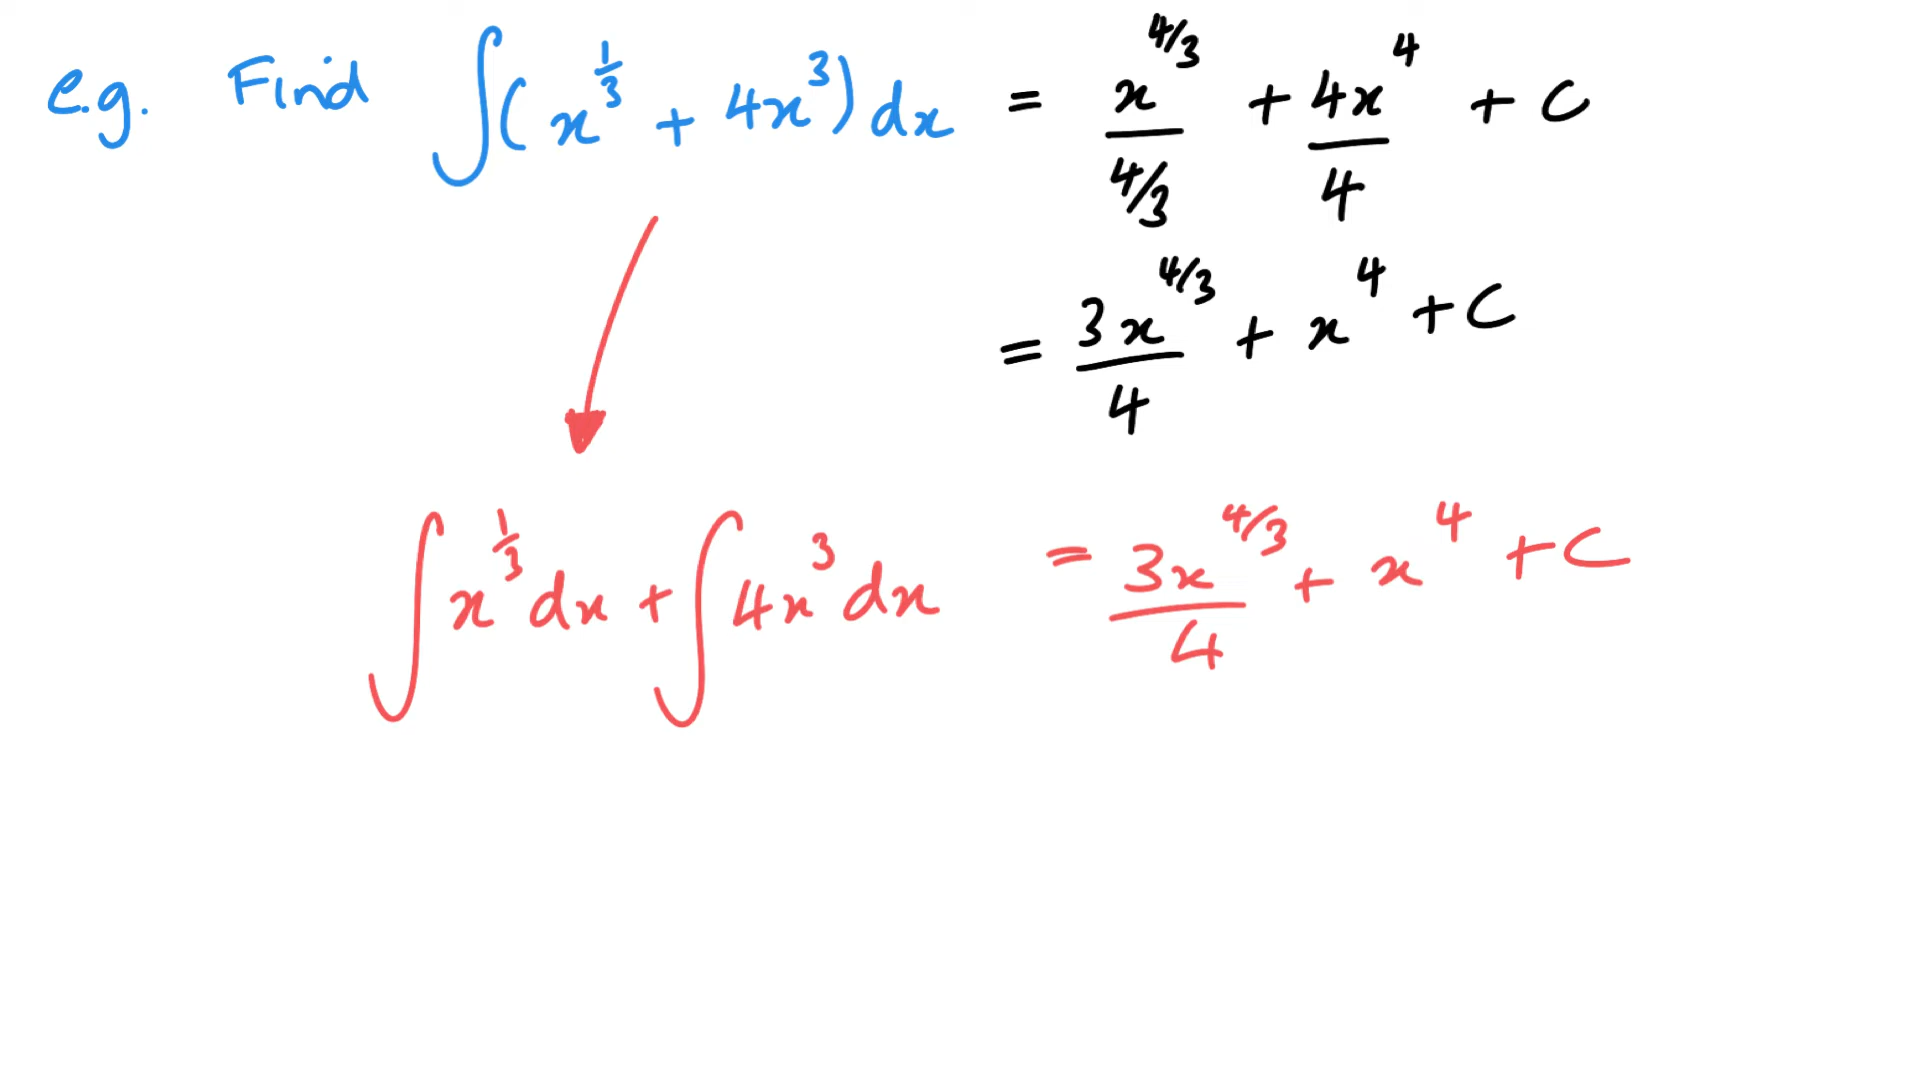 e.g. Find ∫(x^{1/3} + 4x^3) dx = x^{4/3}/(4/3) + 4x^4/4 + C
= 3x^{4/3}/4 + x^4 + C
∫x^{1/3} dx + ∫4x^3 dx = 3x^{4/3}/4 + x^4 + C